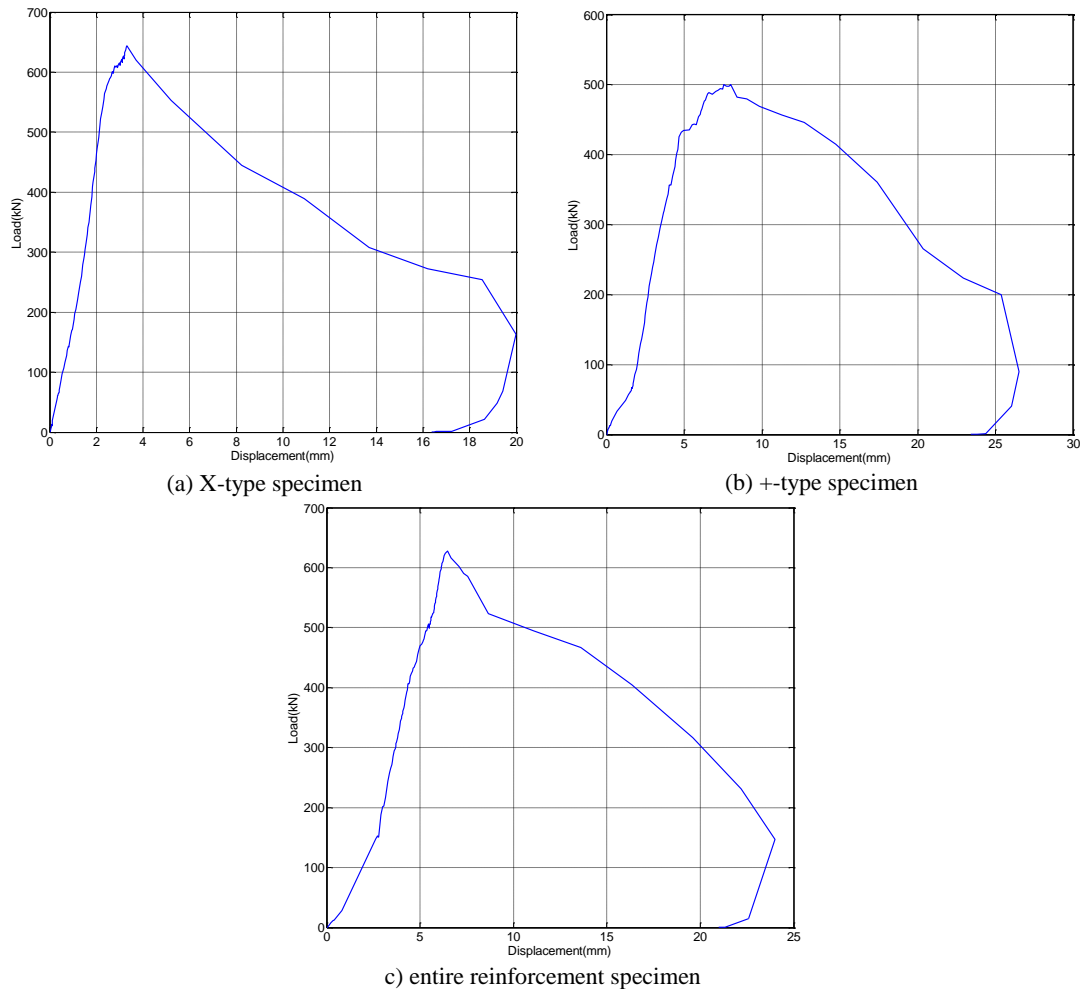 700
600
500
400
300
200
100
0
Load(kN)
0 2 4 6 8 10 12 14 16 18 20
Displacement(mm)
(a) X-type specimen
600
500
400
300
200
100
0
Load(kN)
0 5 10 15 20 25 30
Displacement(mm)
(b) +-type specimen
700
600
500
400
300
200
100
0
Load(kN)
0 5 10 15 20 25
Displacement(mm)
c) entire reinforcement specimen